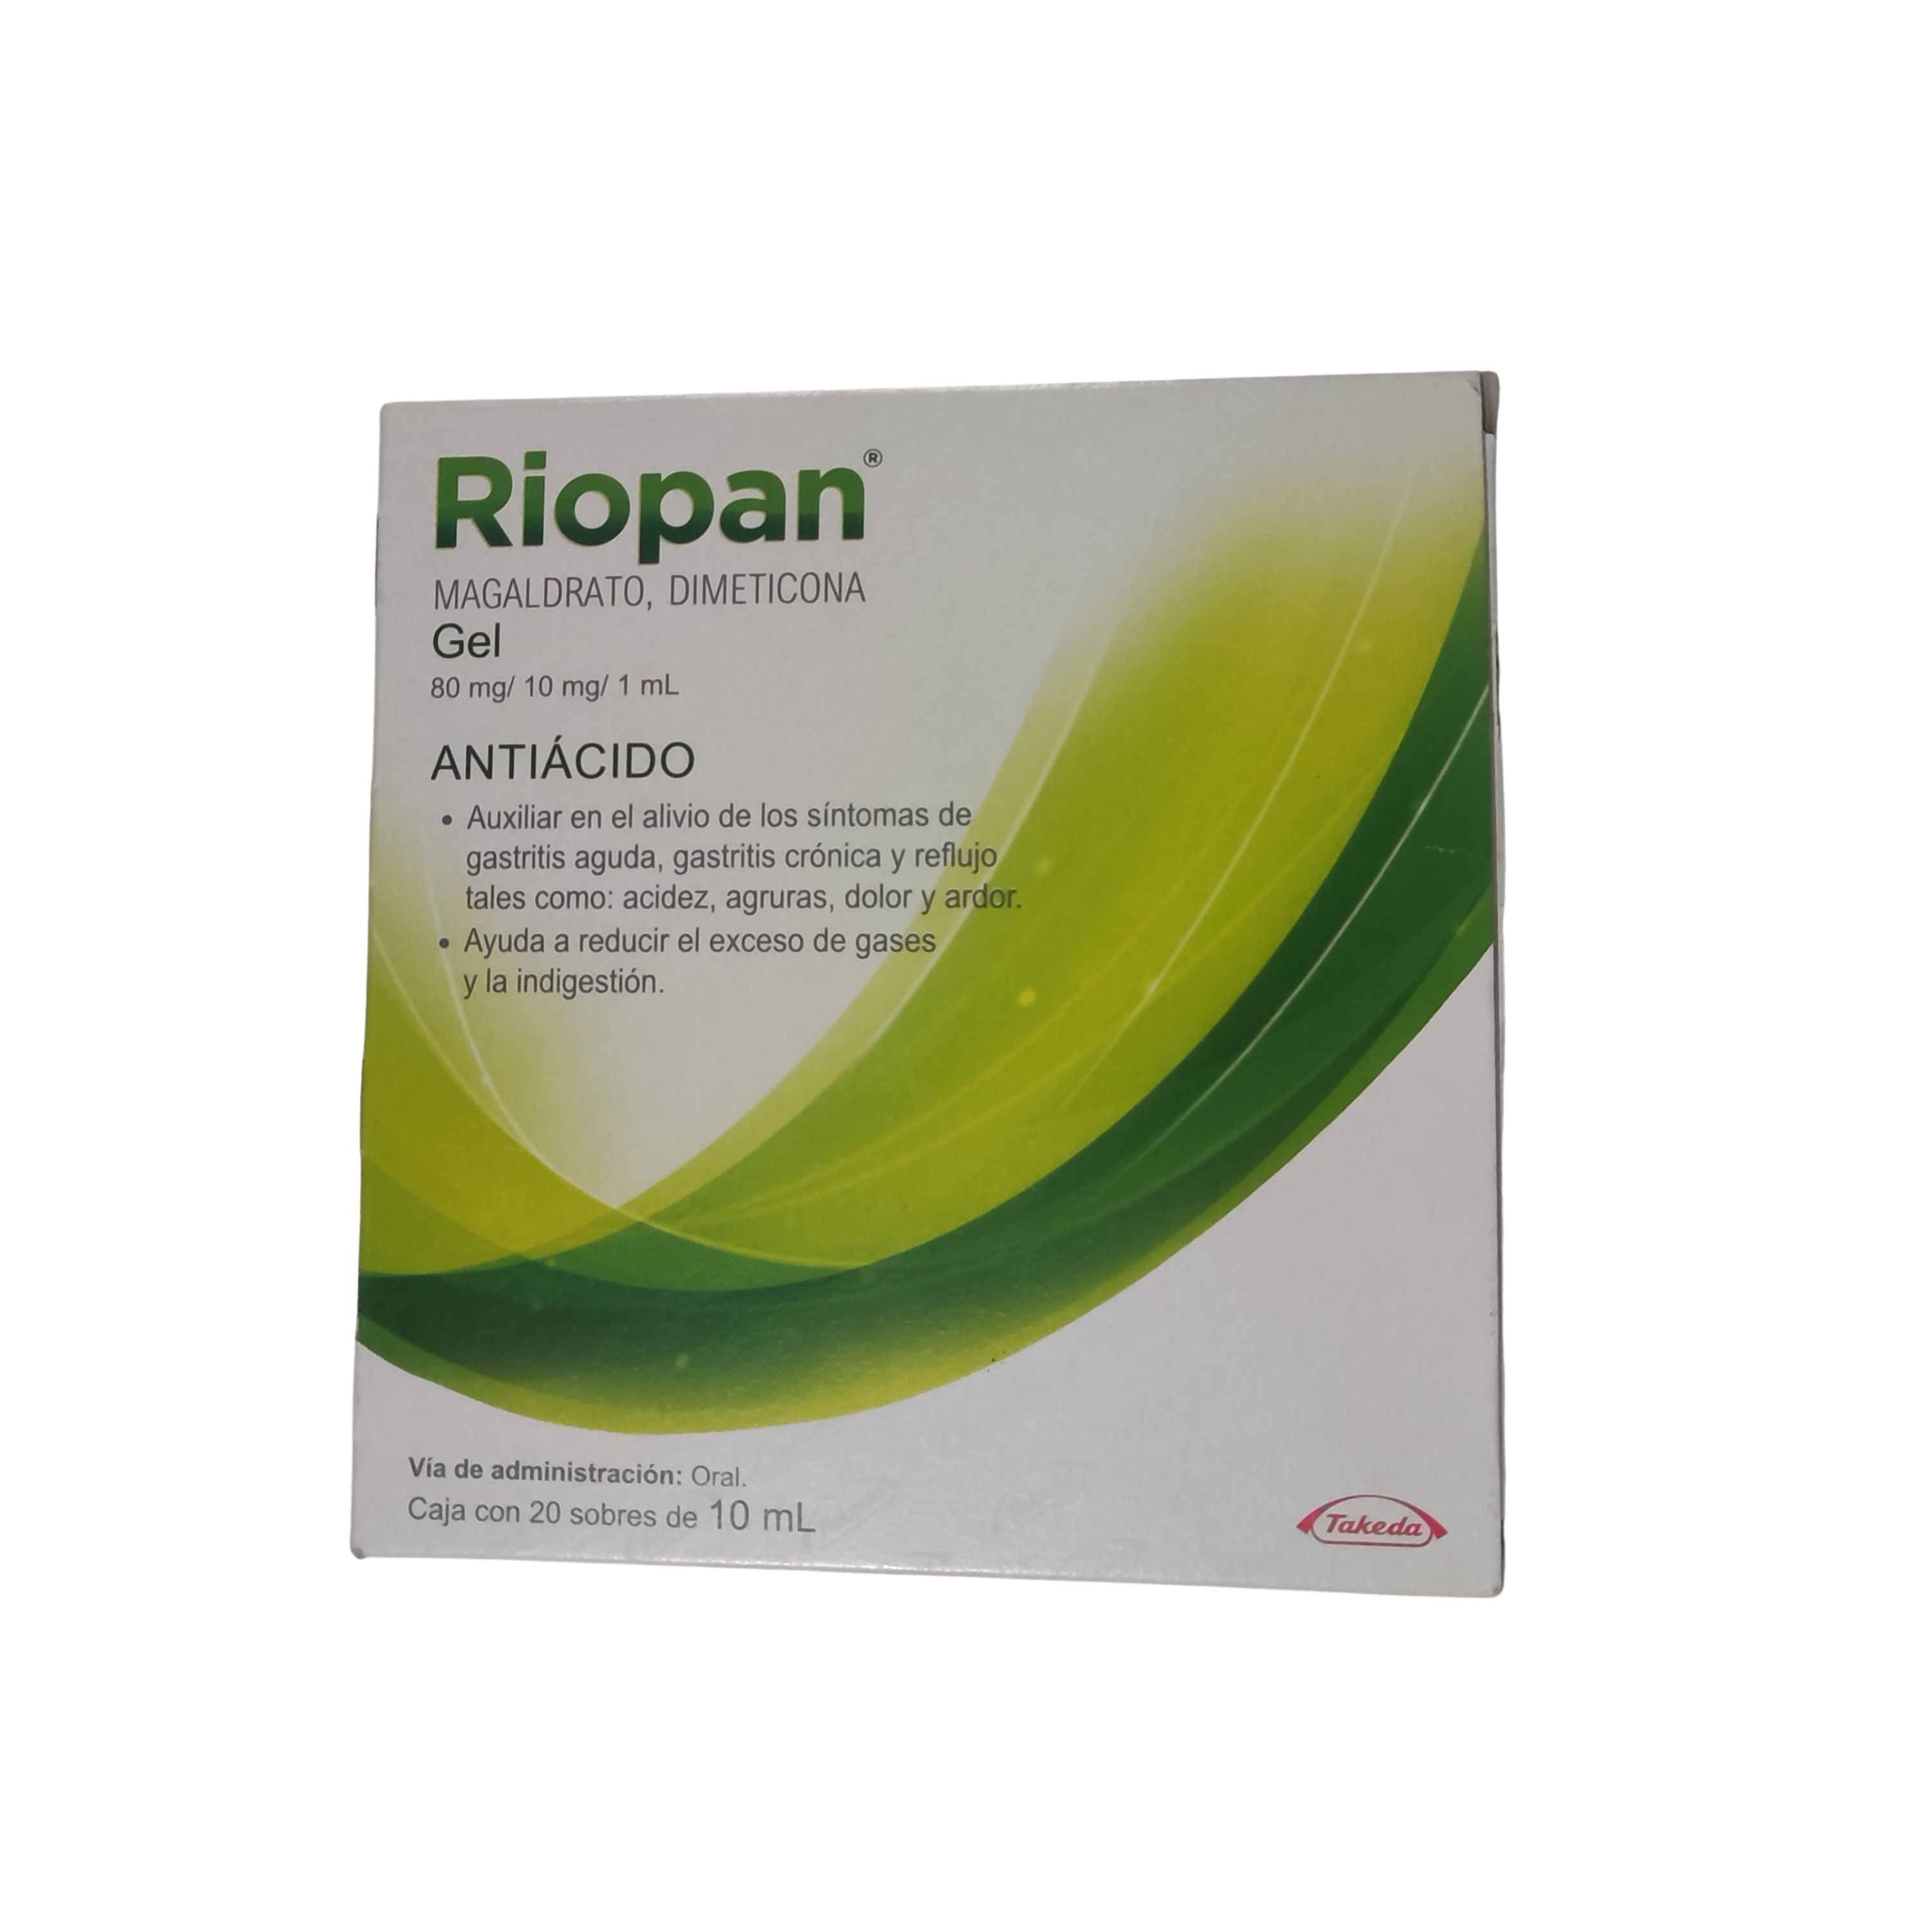 Riopan®
MAGALDRATO, DIMETICONA
Gel
80 mg/ 10 mg/ 1 mL
ANTIÁCIDO
• Auxiliar en el alivio de los síntomas de
gastritis aguda, gastritis crónica y reflujo
tales como: acidez, agruras, dolor y ardor.
• Ayuda a reducir el exceso de gases
y la indigestión.
Vía de administración: Oral.
Caja con 20 sobres de 10 mL
Takeda